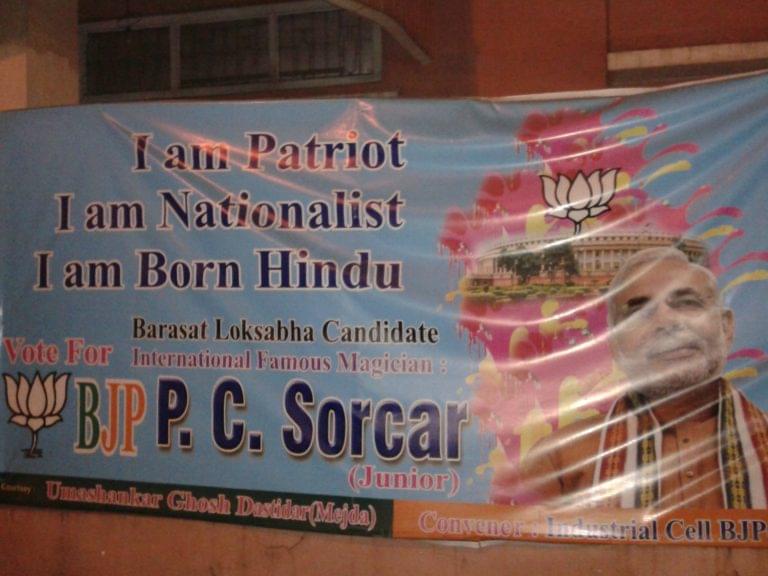 I am Patriot
I am Nationalist
I am Born Hindu
Barasat Loksabha Candidate
Vote For International Famous Magician :
BJP P. C. Sorcar
(Junior)
Courtesy : Umashankar Ghosh Dastidar(Mejda)
Convener : Industrial Cell BJP